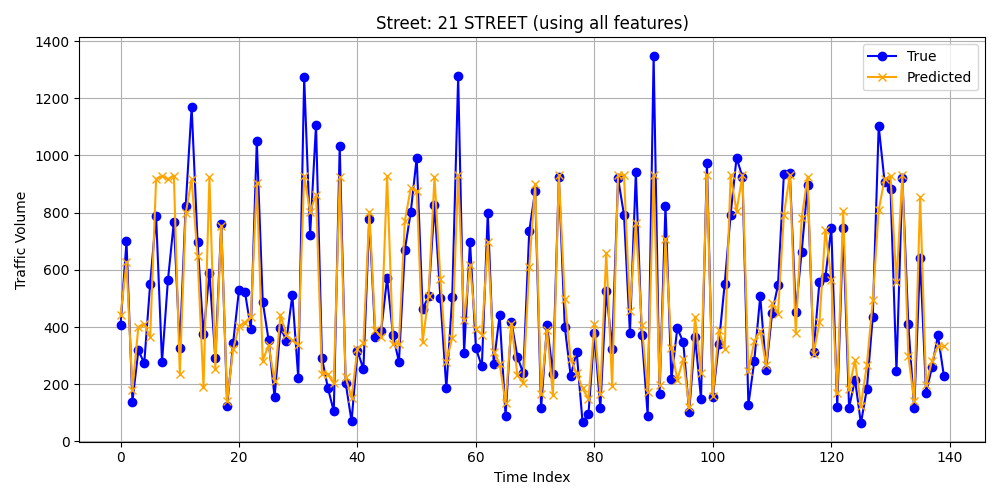 Street: 21 STREET (using all features)
True
Predicted
Traffic Volume
1400
1200
1000
800
600
400
200
0
0 20 40 60 80 100 120 140
Time Index